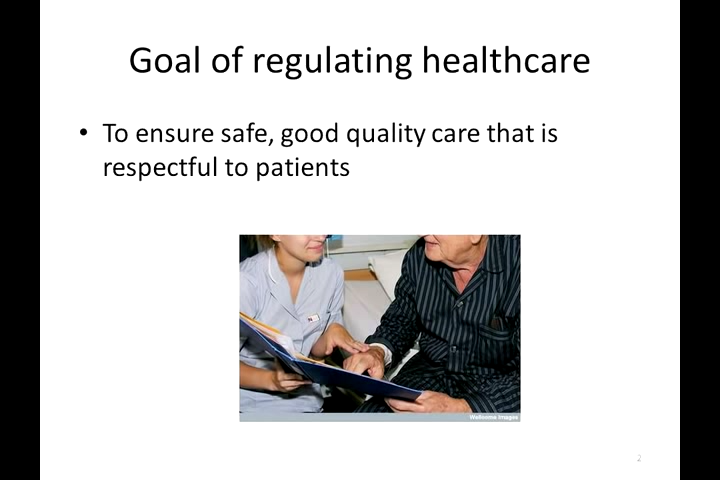 Goal of regulating healthcare
• To ensure safe, good quality care that is
respectful to patients
Wellcome Images
2